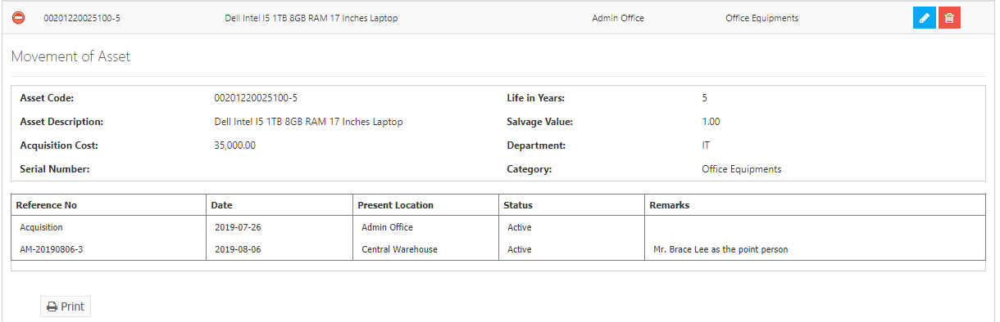 00201220025100-5 Dell Intel I5 1TB 8GB RAM 17 Inches Laptop Admin Office Office Equipments
Movement of Asset
Asset Code: 00201220025100-5 Life in Years: 5
Asset Description: Dell Intel I5 1TB 8GB RAM 17 Inches Laptop Salvage Value: 1.00
Acquisition Cost: 35,000.00 Department: IT
Serial Number: Category: Office Equipments
Reference No Date Present Location Status Remarks
Acquisition 2019-07-26 Admin Office Active
AM-20190806-3 2019-08-06 Central Warehouse Active Mr. Brace Lee as the point person
Print